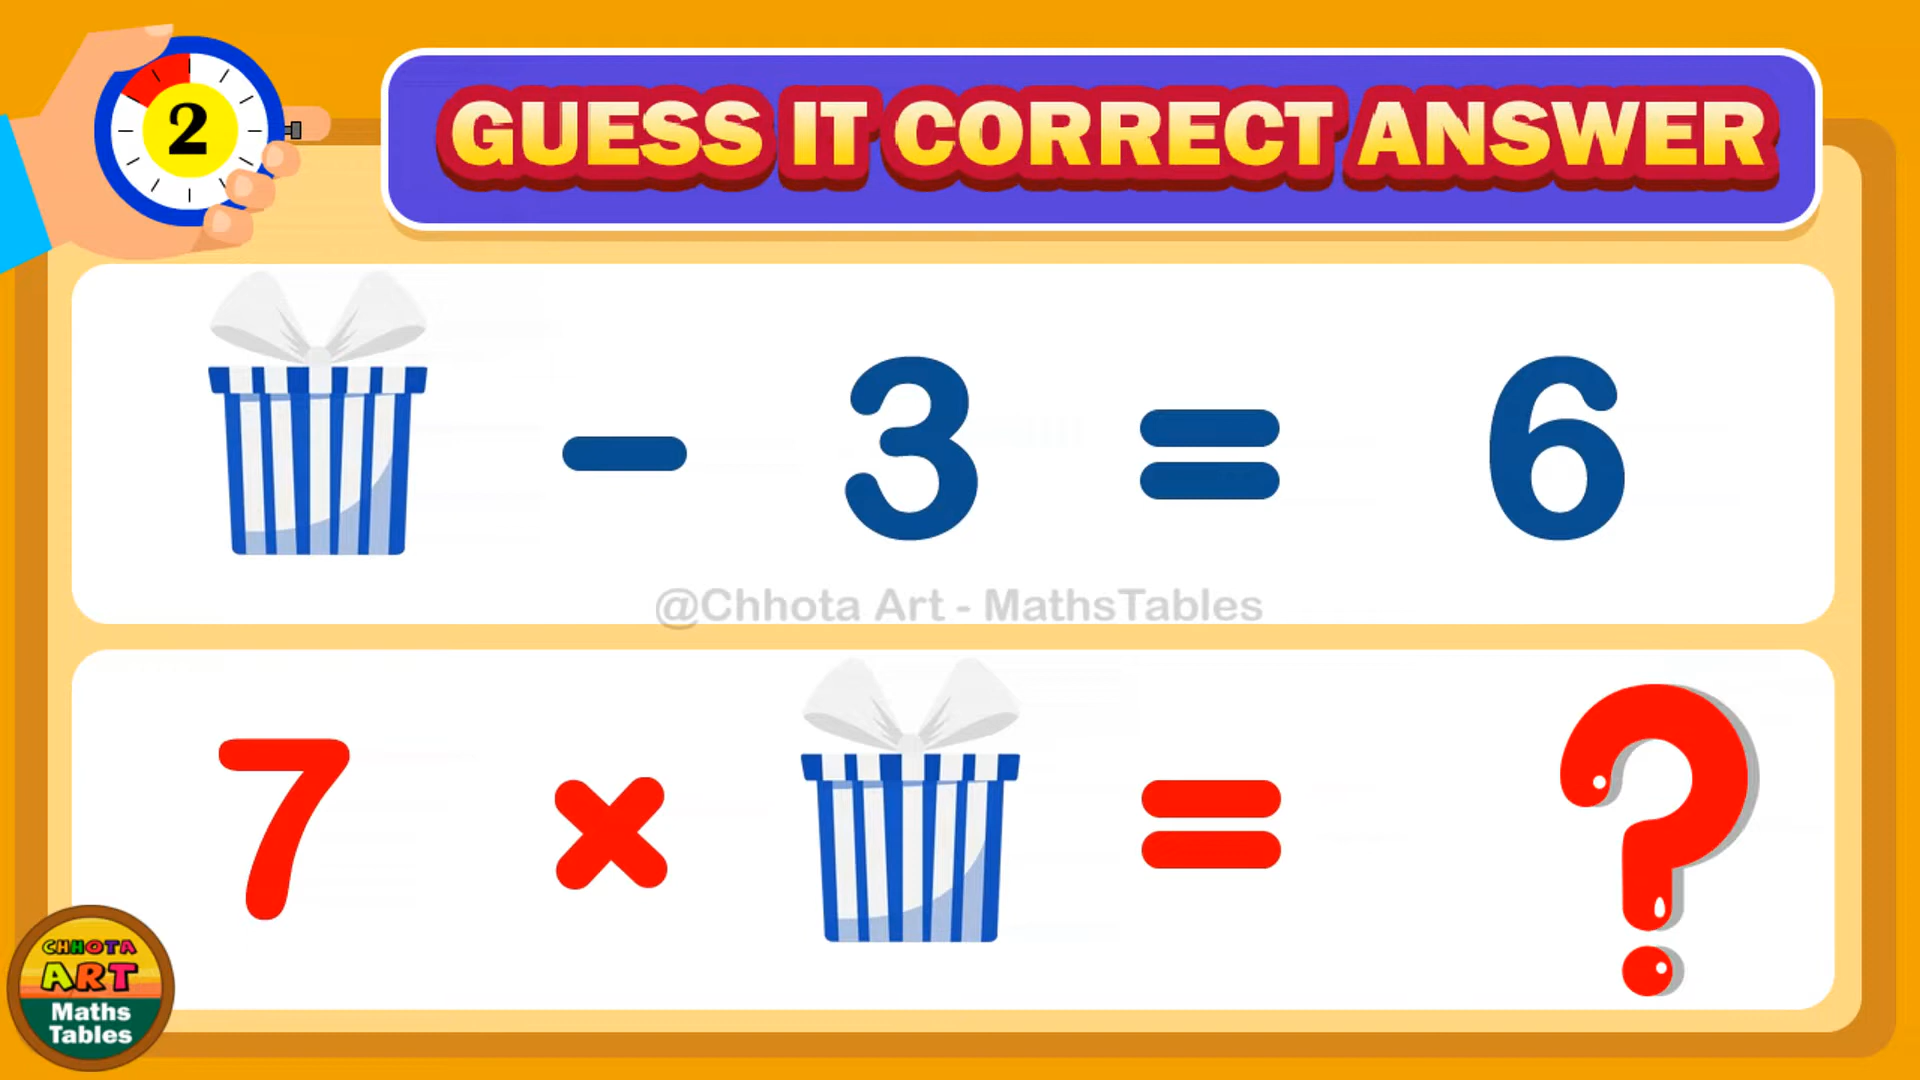 2
GUESS IT CORRECT ANSWER
- 3 = 6
@Chhota Art - MathsTables
7 × = ?
CHHOTA
ART
Maths
Tables